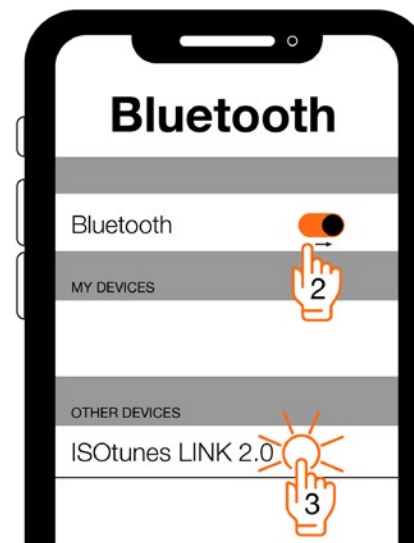 Bluetooth
Bluetooth
2
MY DEVICES
OTHER DEVICES
ISOtunes LINK 2.0
3